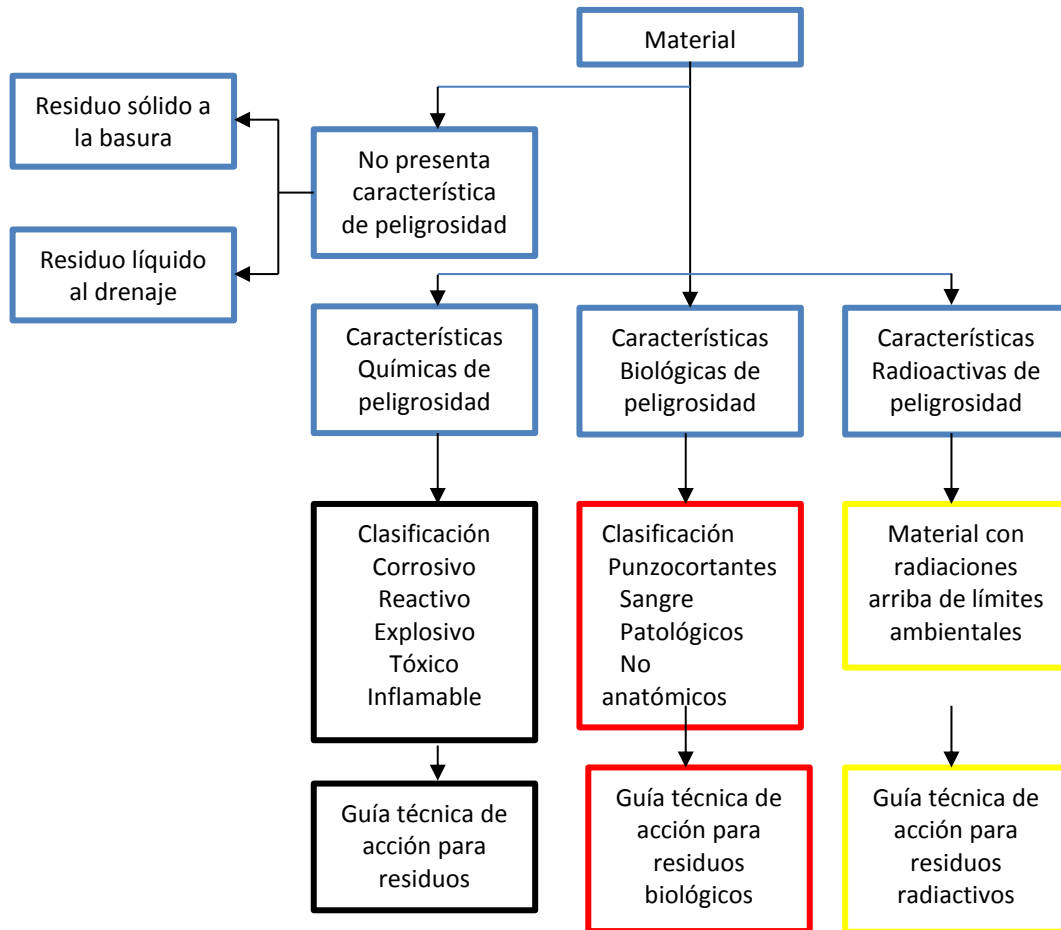 Material
Residuo sólido a
la basura
No presenta
característica
de peligrosidad
Residuo líquido
al drenaje
Características
Químicas de
peligrosidad
Características
Biológicas de
peligrosidad
Características
Radioactivas de
peligrosidad
Clasificación
Corrosivo
Reactivo
Explosivo
Tóxico
Inflamable
Clasificación
Punzocortantes
Sangre
Patológicos
No
anatómicos
Material con
radiaciones
arriba de límites
ambientales
Guía técnica de
acción para
residuos
Guía técnica de
acción para
residuos
biológicos
Guía técnica de
acción para
residuos
radiactivos